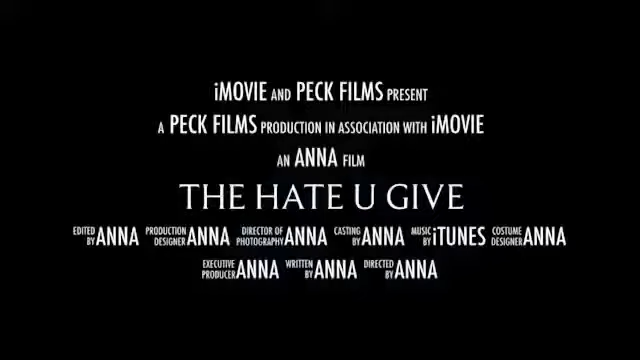 iMOVIE AND PECK FILMS PRESENT
A PECK FILMS PRODUCTION IN ASSOCIATION WITH iMOVIE
AN ANNA FILM
THE HATE U GIVE
EDITED BY ANNA PRODUCTION DESIGNER ANNA DIRECTOR OF PHOTOGRAPHY ANNA CASTING BY ANNA MUSIC BY iTUNES COSTUME DESIGNER ANNA
EXECUTIVE PRODUCER ANNA WRITTEN BY ANNA DIRECTED BY ANNA